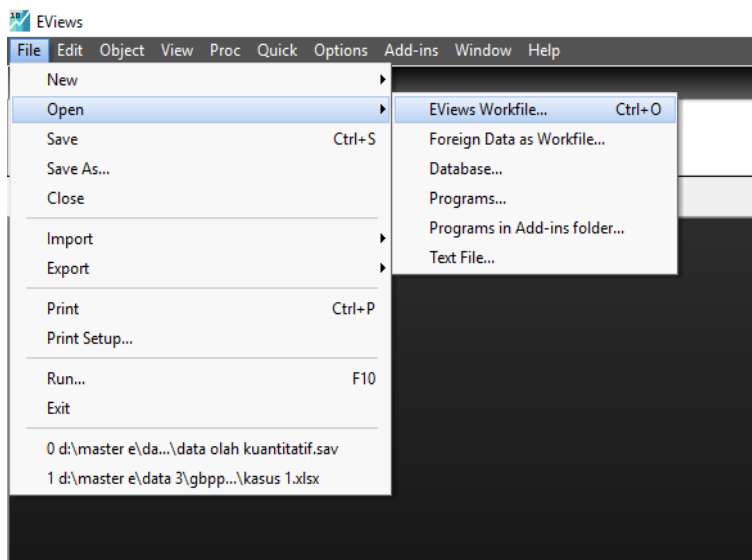 10 EViews
File Edit Object View Proc Quick Options Add-ins Window Help
New
Open
Save Ctrl+S
Save As...
Close
Import
Export
Print Ctrl+P
Print Setup...
Run... F10
Exit
0 d:\master e\da...\data olah kuantitatif.sav
1 d:\master e\data 3\gbpp...\kasus 1.xlsx
EViews Workfile... Ctrl+O
Foreign Data as Workfile...
Database...
Programs...
Programs in Add-ins folder...
Text File...